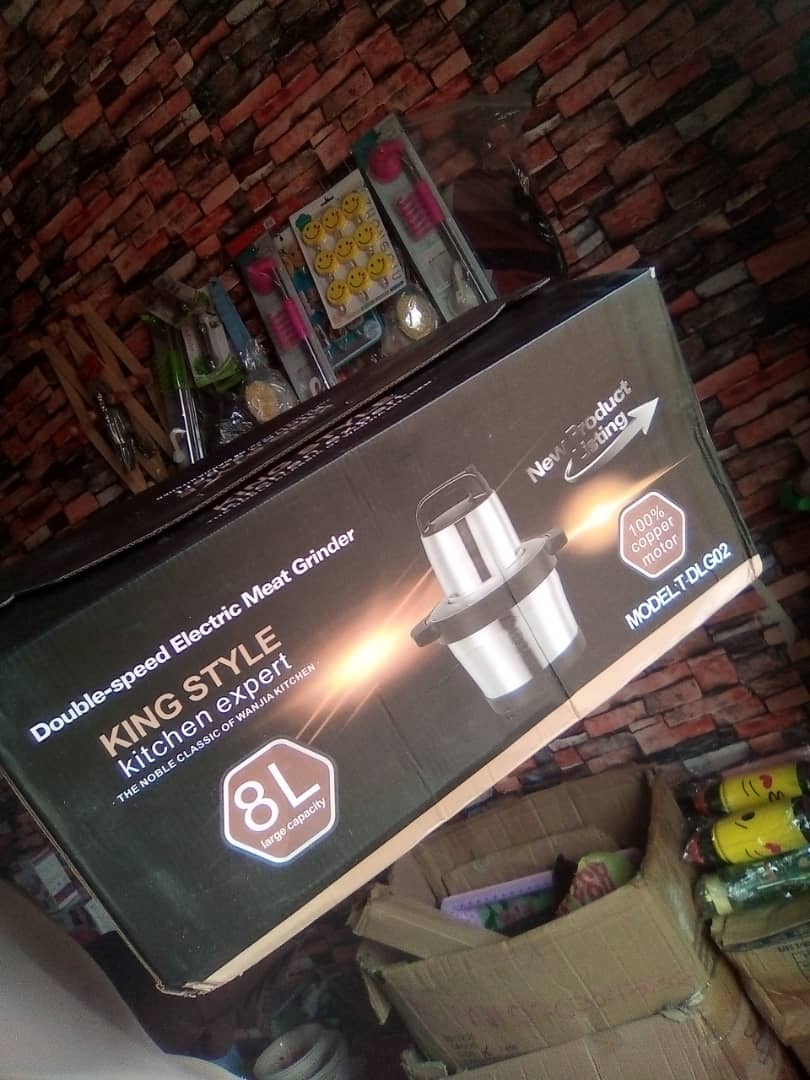 Double-speed Electric Meat Grinder
KING STYLE
kitchen expert
THE NOBLE CLASSIC OF WANJIA KITCHEN
8L
large capacity
New Product
Listing
100%
copper
motor
MODEL:T-DLG02